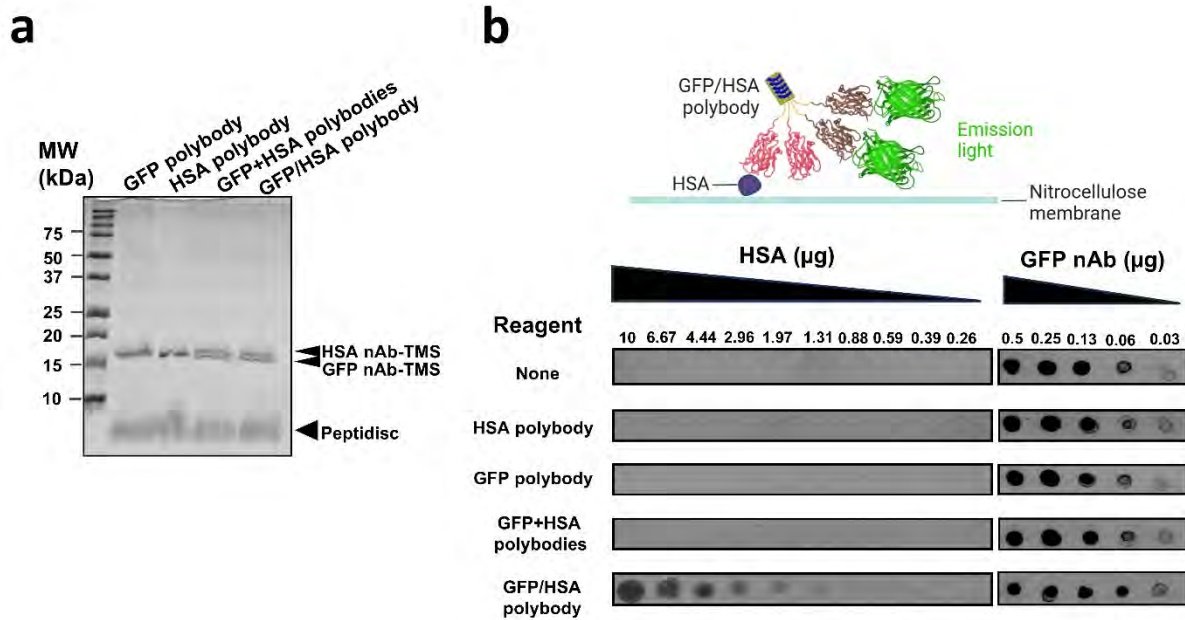 a
MW
(kDa)
GFP polybody
HSA polybody
GFP+HSA polybodies
GFP/HSA polybody
75
50
37
25
20
15
10
HSA nAb-TMS
GFP nAb-TMS
Peptidisc
b
GFP/HSA
polybody
Emission
light
HSA
Nitrocellulose
membrane
HSA (µg)
GFP nAb (µg)
Reagent
10 6.67 4.44 2.96 1.97 1.31 0.88 0.59 0.39 0.26
0.5 0.25 0.13 0.06 0.03
None
HSA polybody
GFP polybody
GFP+HSA
polybodies
GFP/HSA
polybody